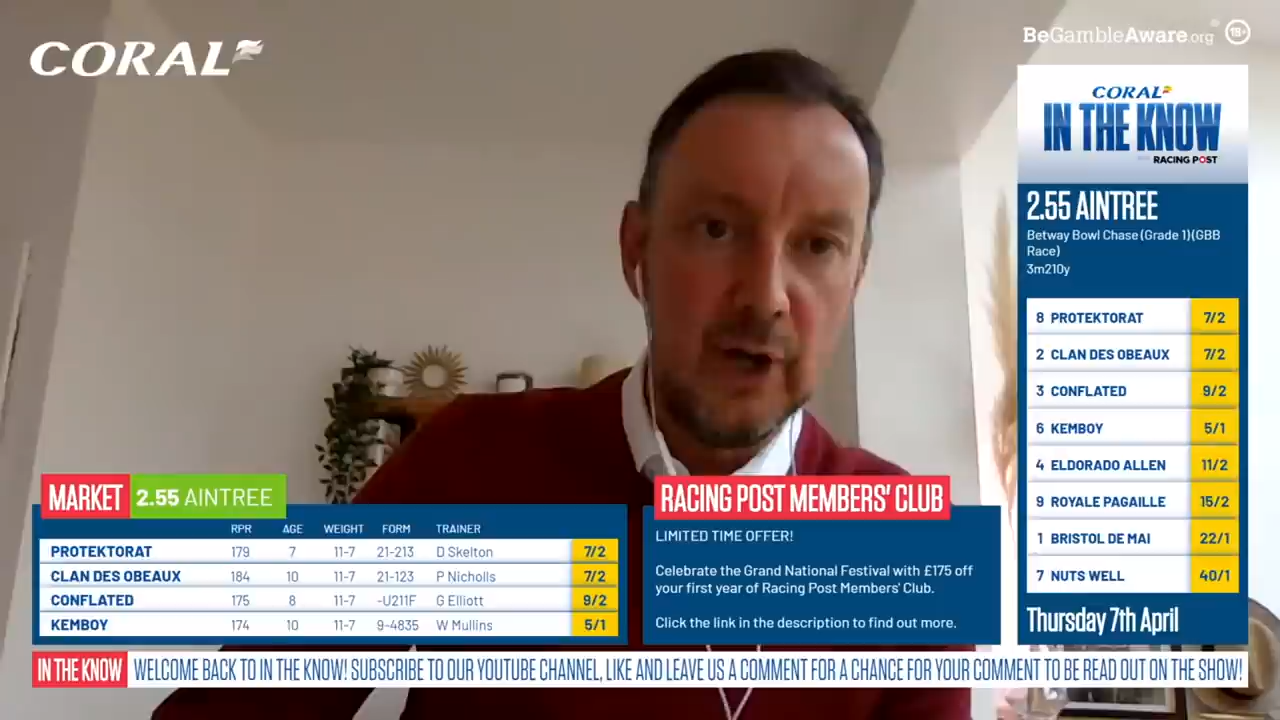 CORAL
BeGambleAware.org 18+
CORAL
IN THE KNOW
WITH RACING POST
2.55 AINTREE
Betway Bowl Chase (Grade 1) (GBB
Race)
3m210y
8 PROTEKTORAT 7/2
2 CLAN DES OBEAUX 7/2
3 CONFLATED 9/2
6 KEMBOY 5/1
4 ELDORADO ALLEN 11/2
9 ROYALE PAGAILLE 15/2
1 BRISTOL DE MAI 22/1
7 NUTS WELL 40/1
Thursday 7th April
MARKET 2.55 AINTREE
RPR AGE WEIGHT FORM TRAINER
PROTEKTORAT 179 7 11-7 21-213 D Skelton 7/2
CLAN DES OBEAUX 184 10 11-7 21-123 P Nicholls 7/2
CONFLATED 175 8 11-7 -U211F G Elliott 9/2
KEMBOY 174 10 11-7 9-4835 W Mullins 5/1
RACING POST MEMBERS' CLUB
LIMITED TIME OFFER!
Celebrate the Grand National Festival with £175 off
your first year of Racing Post Members' Club.
Click the link in the description to find out more.
IN THE KNOW WELCOME BACK TO IN THE KNOW! SUBSCRIBE TO OUR YOUTUBE CHANNEL, LIKE AND LEAVE US A COMMENT FOR A CHANCE FOR YOUR COMMENT TO BE READ OUT ON THE SHOW!